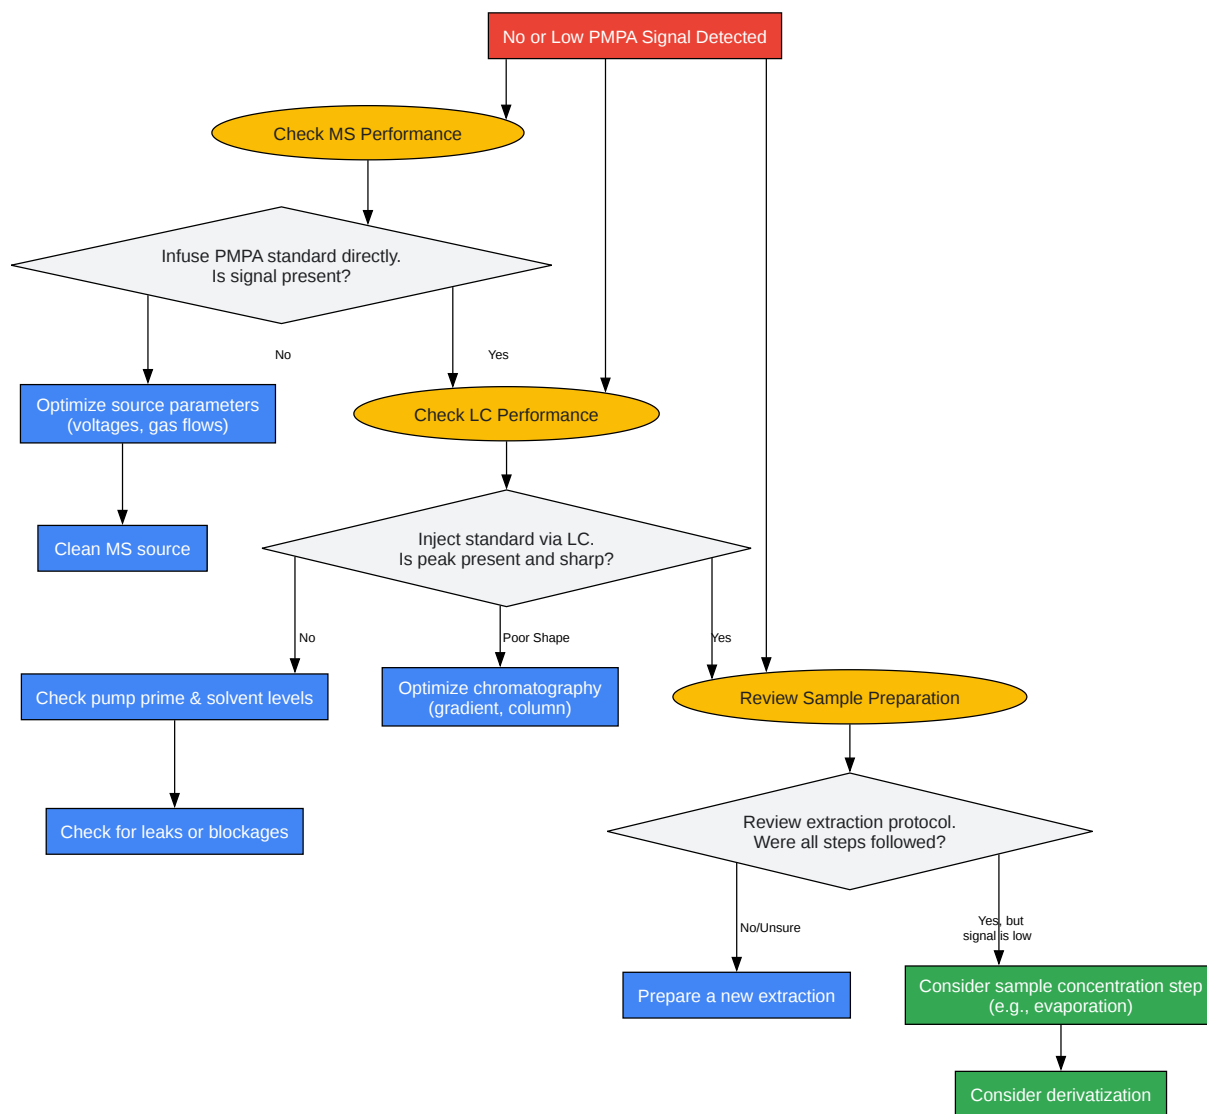 No or Low PMPA Signal Detected
Check MS Performance
Infuse PMPA standard directly.
Is signal present?
No
Yes
Optimize source parameters
(voltages, gas flows)
Check LC Performance
Clean MS source
Inject standard via LC.
Is peak present and sharp?
No
Poor Shape
Yes
Check pump prime & solvent levels
Optimize chromatography
(gradient, column)
Review Sample Preparation
Check for leaks or blockages
Review extraction protocol.
Were all steps followed?
No/Unsure
Yes, but
signal is low
Prepare a new extraction
Consider sample concentration step
(e.g., evaporation)
Consider derivatization